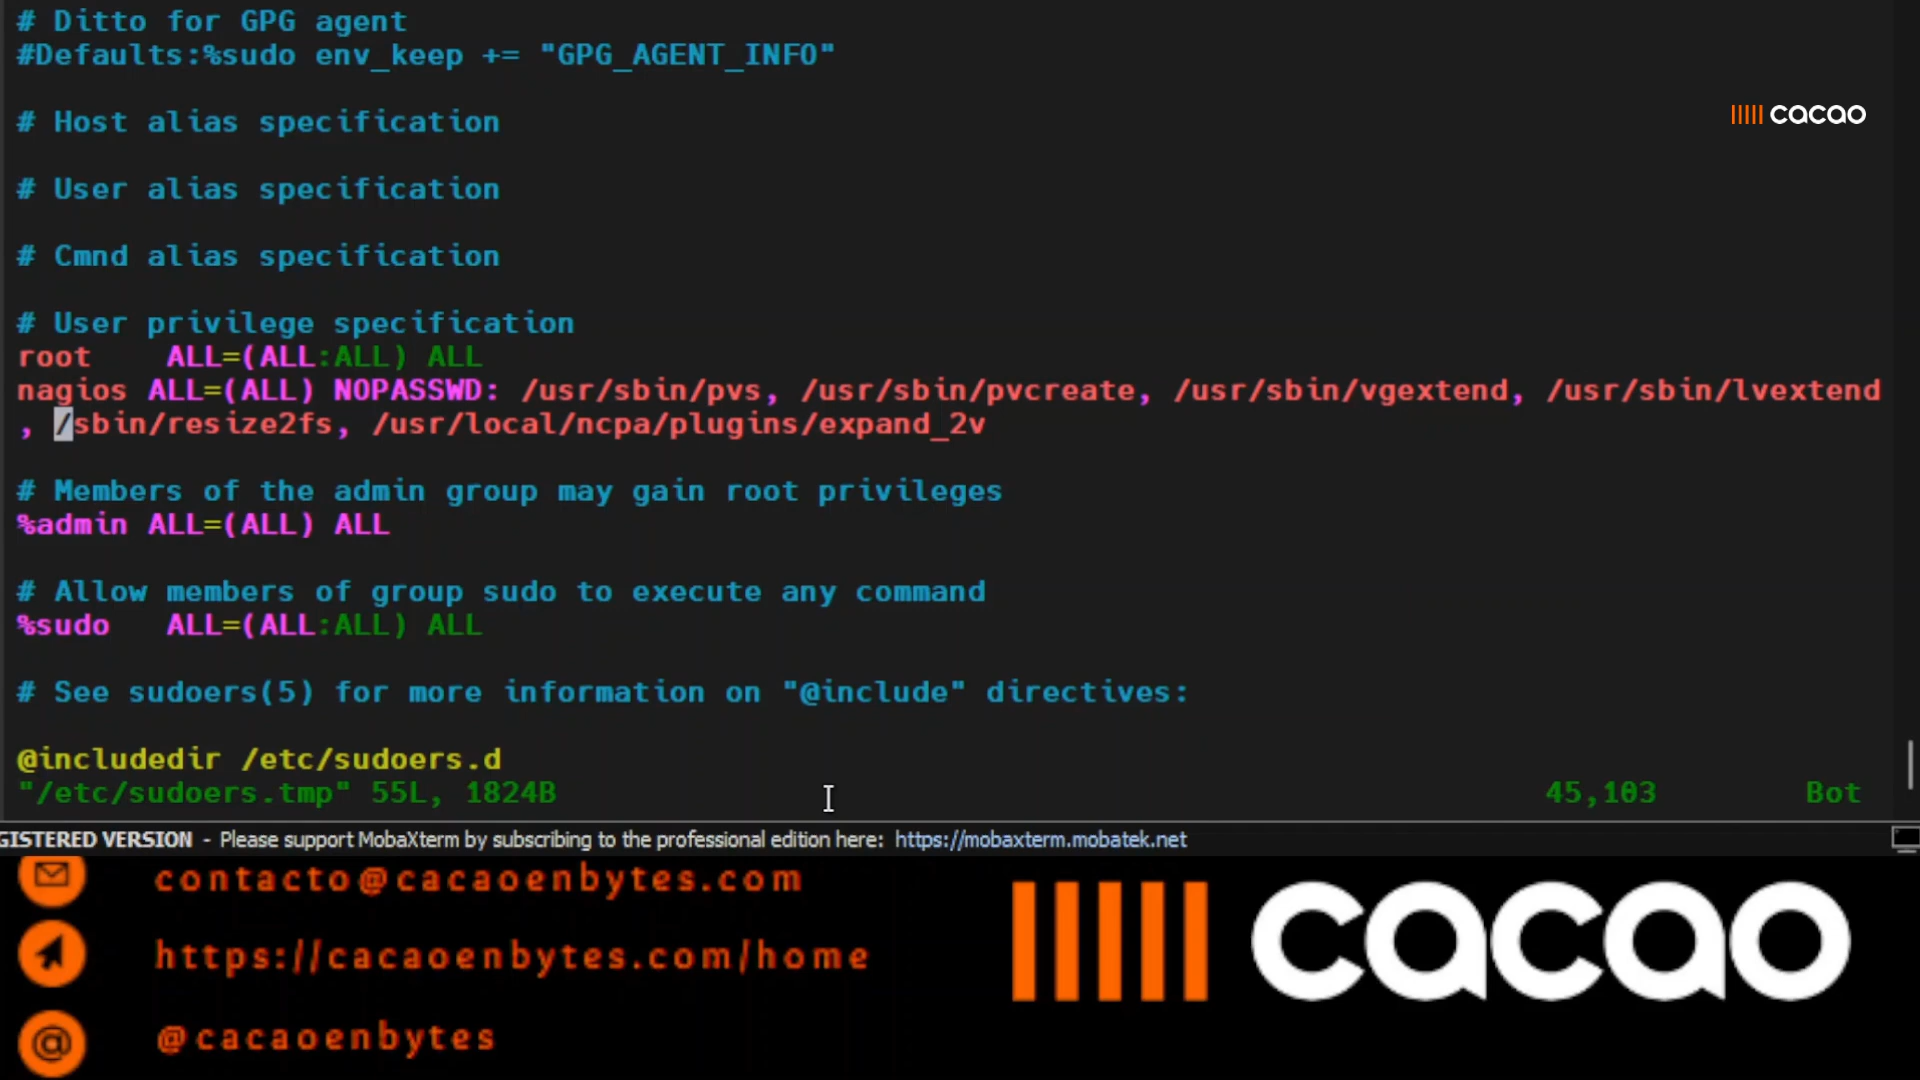 # Ditto for GPG agent
#Defaults:%sudo env_keep += "GPG_AGENT_INFO"
# Host alias specification
cacao
# User alias specification
# Cmnd alias specification
# User privilege specification
root    ALL=(ALL:ALL) ALL
nagios ALL=(ALL) NOPASSWD: /usr/sbin/pvs, /usr/sbin/pvcreate, /usr/sbin/vgextend, /usr/sbin/lvextend
, /sbin/resize2fs, /usr/local/ncpa/plugins/expand_2v
# Members of the admin group may gain root privileges
%admin ALL=(ALL) ALL
# Allow members of group sudo to execute any command
%sudo   ALL=(ALL:ALL) ALL
# See sudoers(5) for more information on "@include" directives:
@includedir /etc/sudoers.d
"/etc/sudoers.tmp" 55L, 1824B    45,103    Bot
GISTERED VERSION - Please support MobaXterm by subscribing to the professional edition here: https://mobaxterm.mobatek.net
contacto@cacaoenbytes.com
https://cacaoenbytes.com/home
@cacaoenbytes
cacao